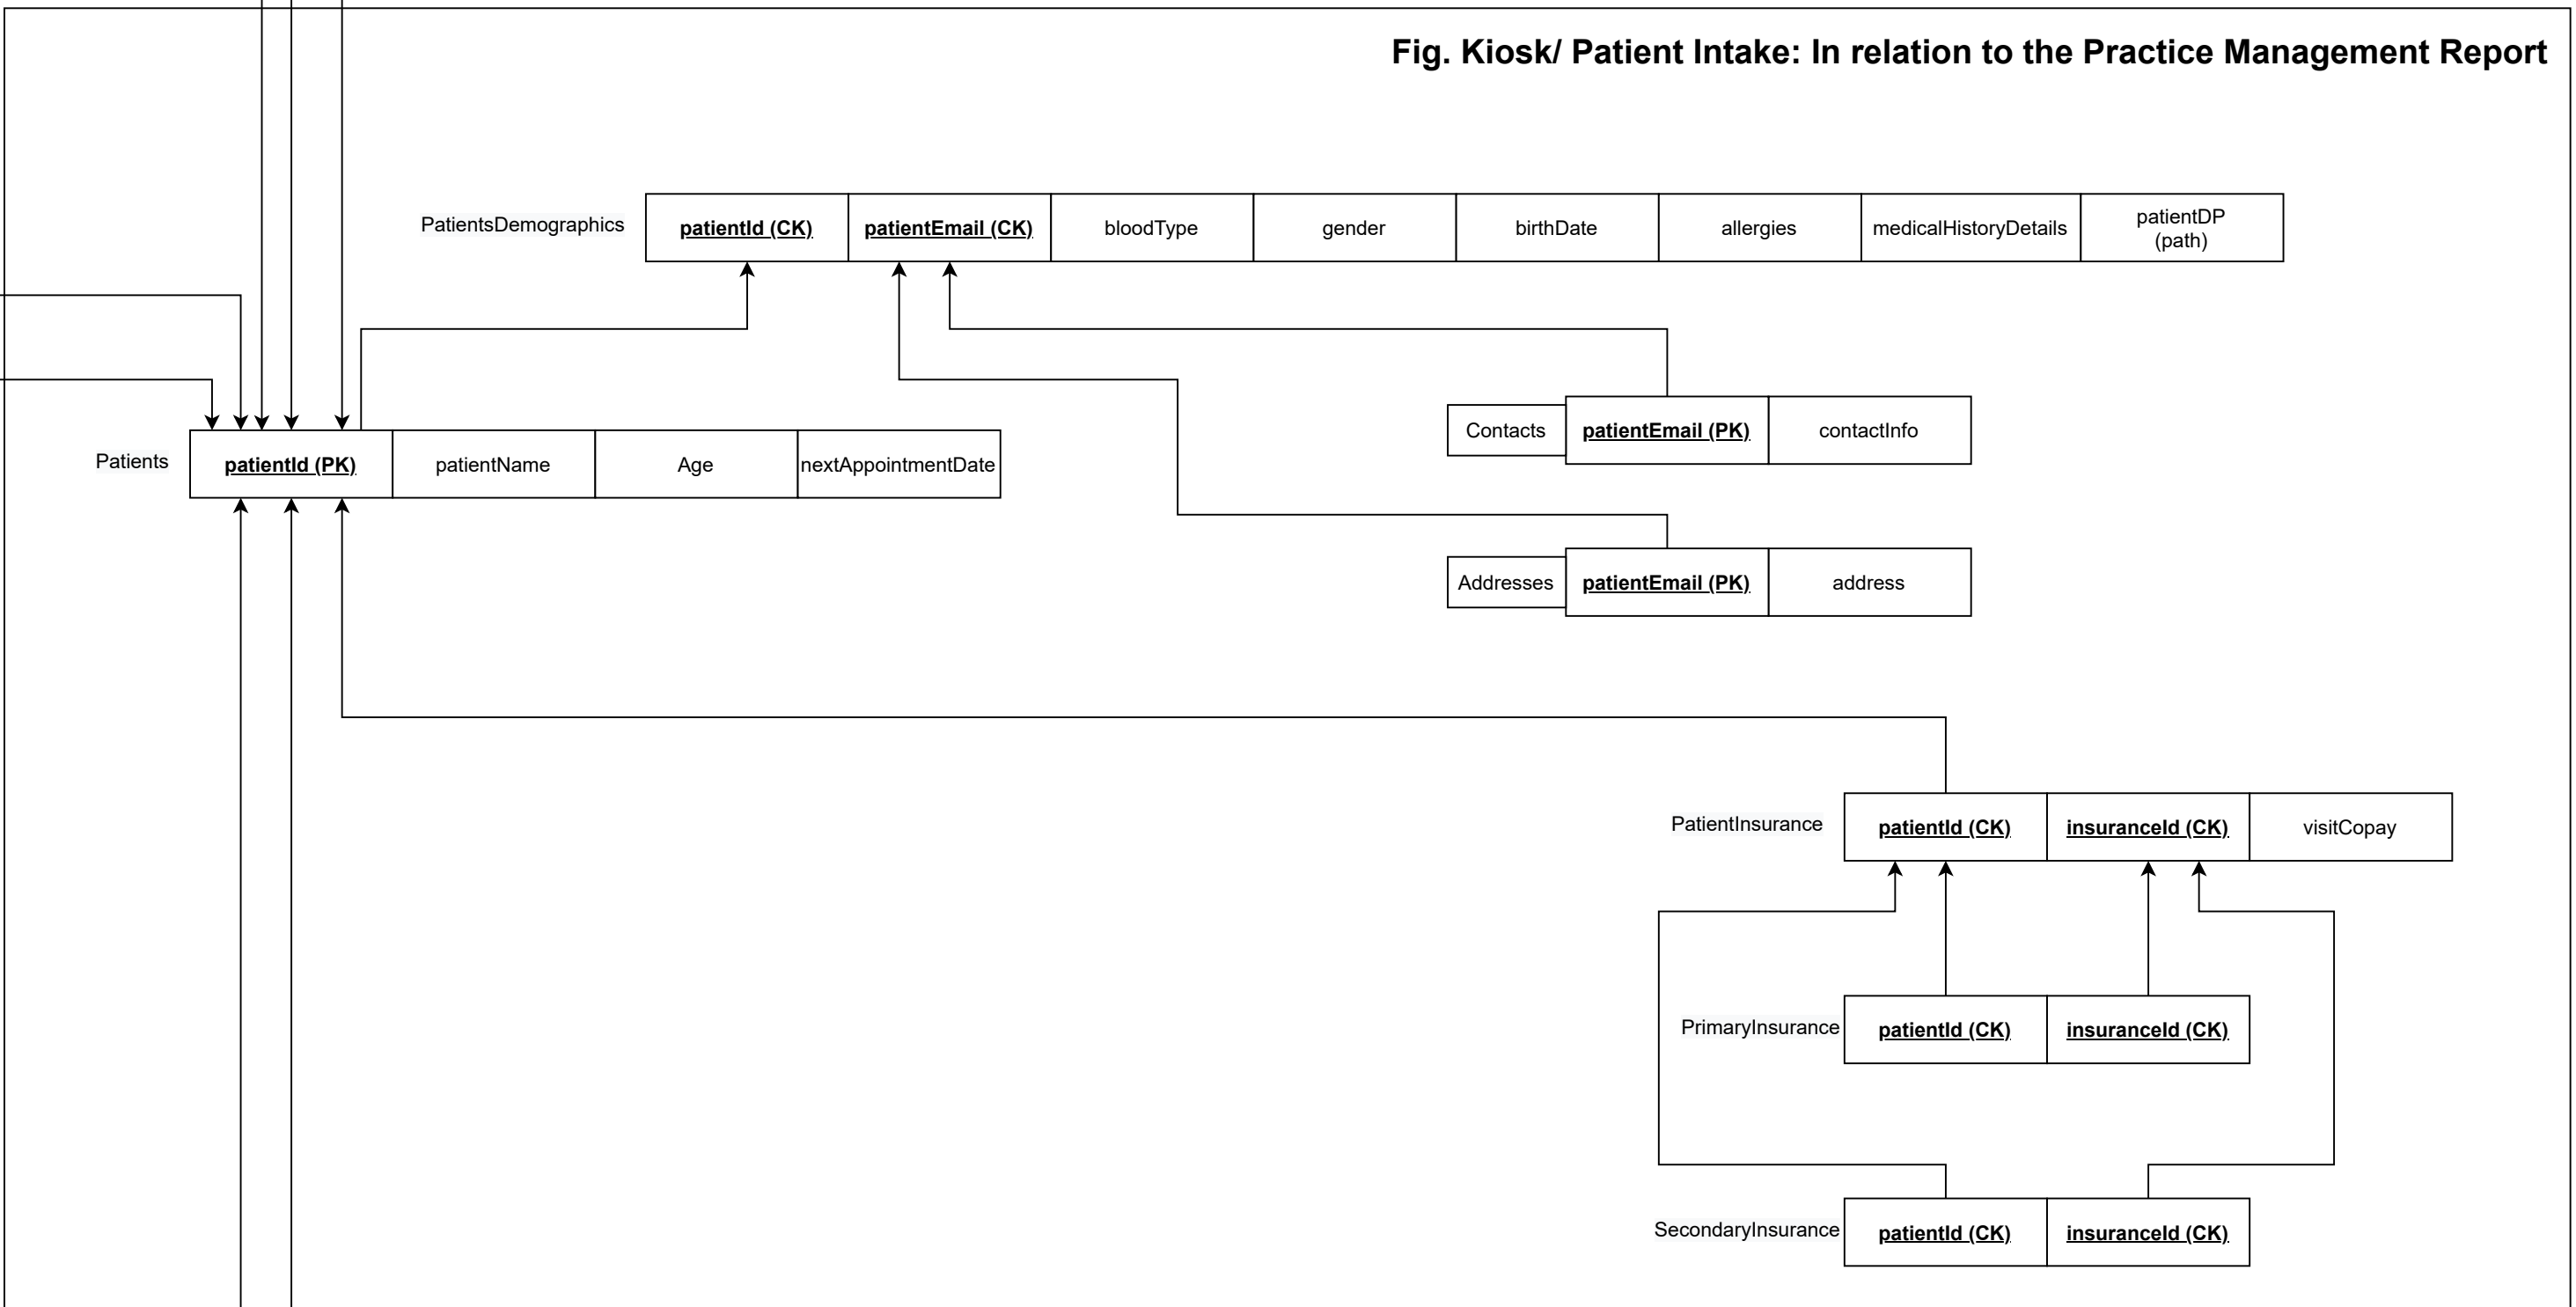 Fig. Kiosk/ Patient Intake: In relation to the Practice Management Report
PatientsDemographics
patientId (CK)
patientEmail (CK)
bloodType
gender
birthDate
allergies
medicalHistoryDetails
patientDP
(path)
Contacts
patientEmail (PK)
contactInfo
Patients
patientId (PK)
patientName
Age
nextAppointmentDate
Addresses
patientEmail (PK)
address
PatientInsurance
patientId (CK)
insuranceId (CK)
visitCopay
PrimaryInsurance
patientId (CK)
insuranceId (CK)
SecondaryInsurance
patientId (CK)
insuranceId (CK)